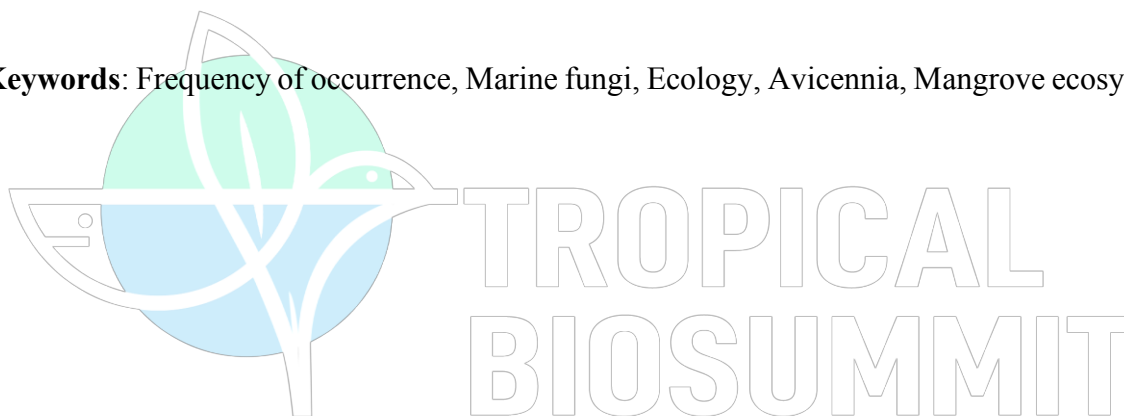 Keywords: Frequency of occurrence, Marine fungi, Ecology, Avicennia, Mangrove ecosy
TROPICAL
BIOSUMMIT